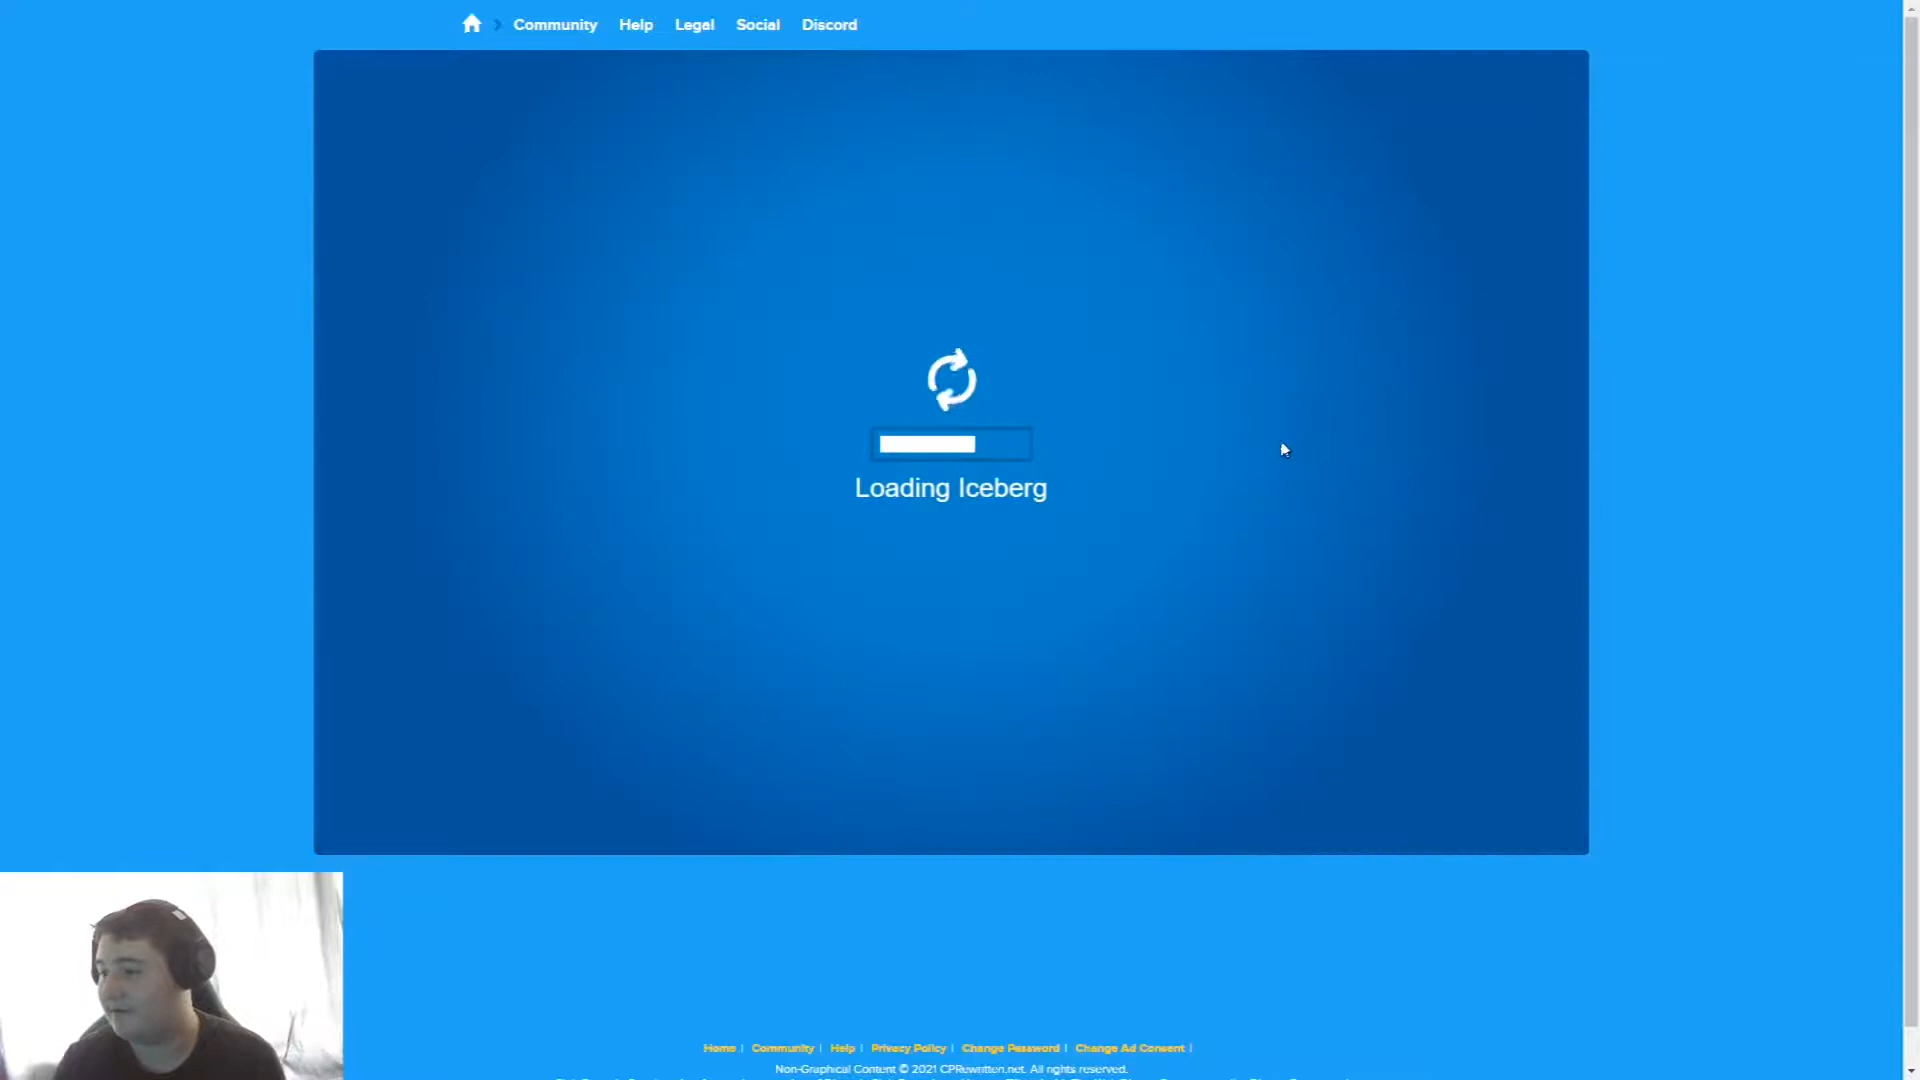 Community Help Legal Social Discord
Loading Iceberg
Home | Community | Help | Privacy Policy | Change Password | Change Ad Consent |
Non-Graphical Content © 2021 CPRewritten.net. All rights reserved.